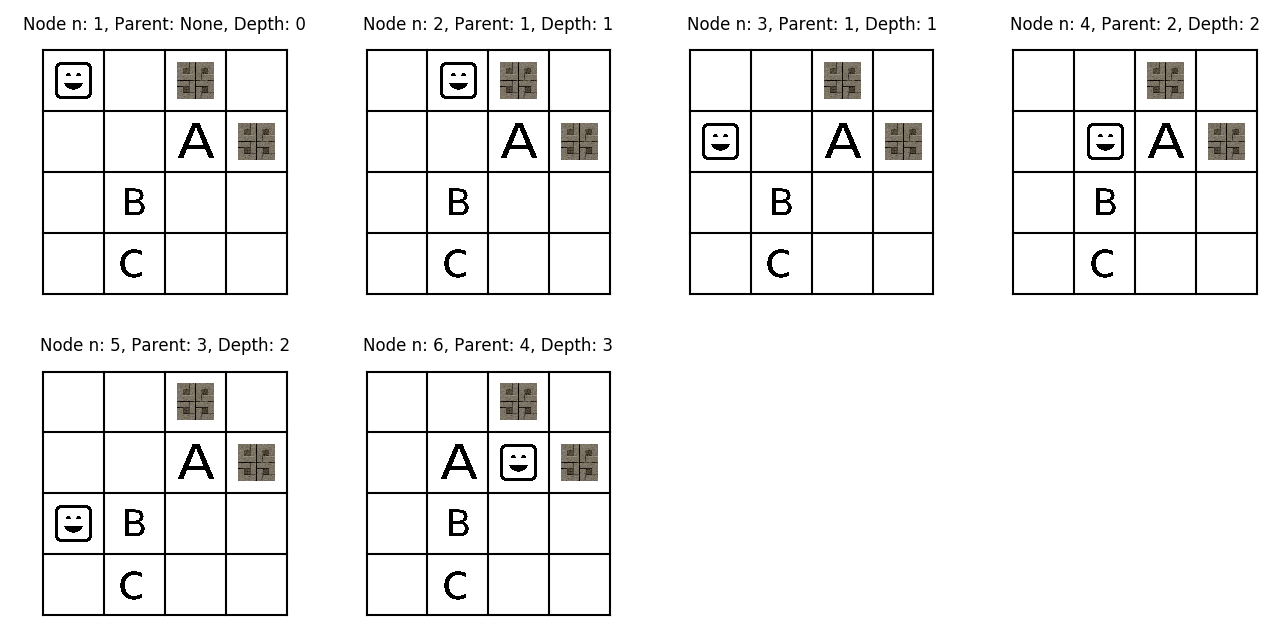 Node n: 1, Parent: None, Depth: 0
Node n: 2, Parent: 1, Depth: 1
Node n: 3, Parent: 1, Depth: 1
Node n: 4, Parent: 2, Depth: 2
A
A
A
A
B
B
B
B
C
C
C
C
Node n: 5, Parent: 3, Depth: 2
Node n: 6, Parent: 4, Depth: 3
A
A
B
B
C
C